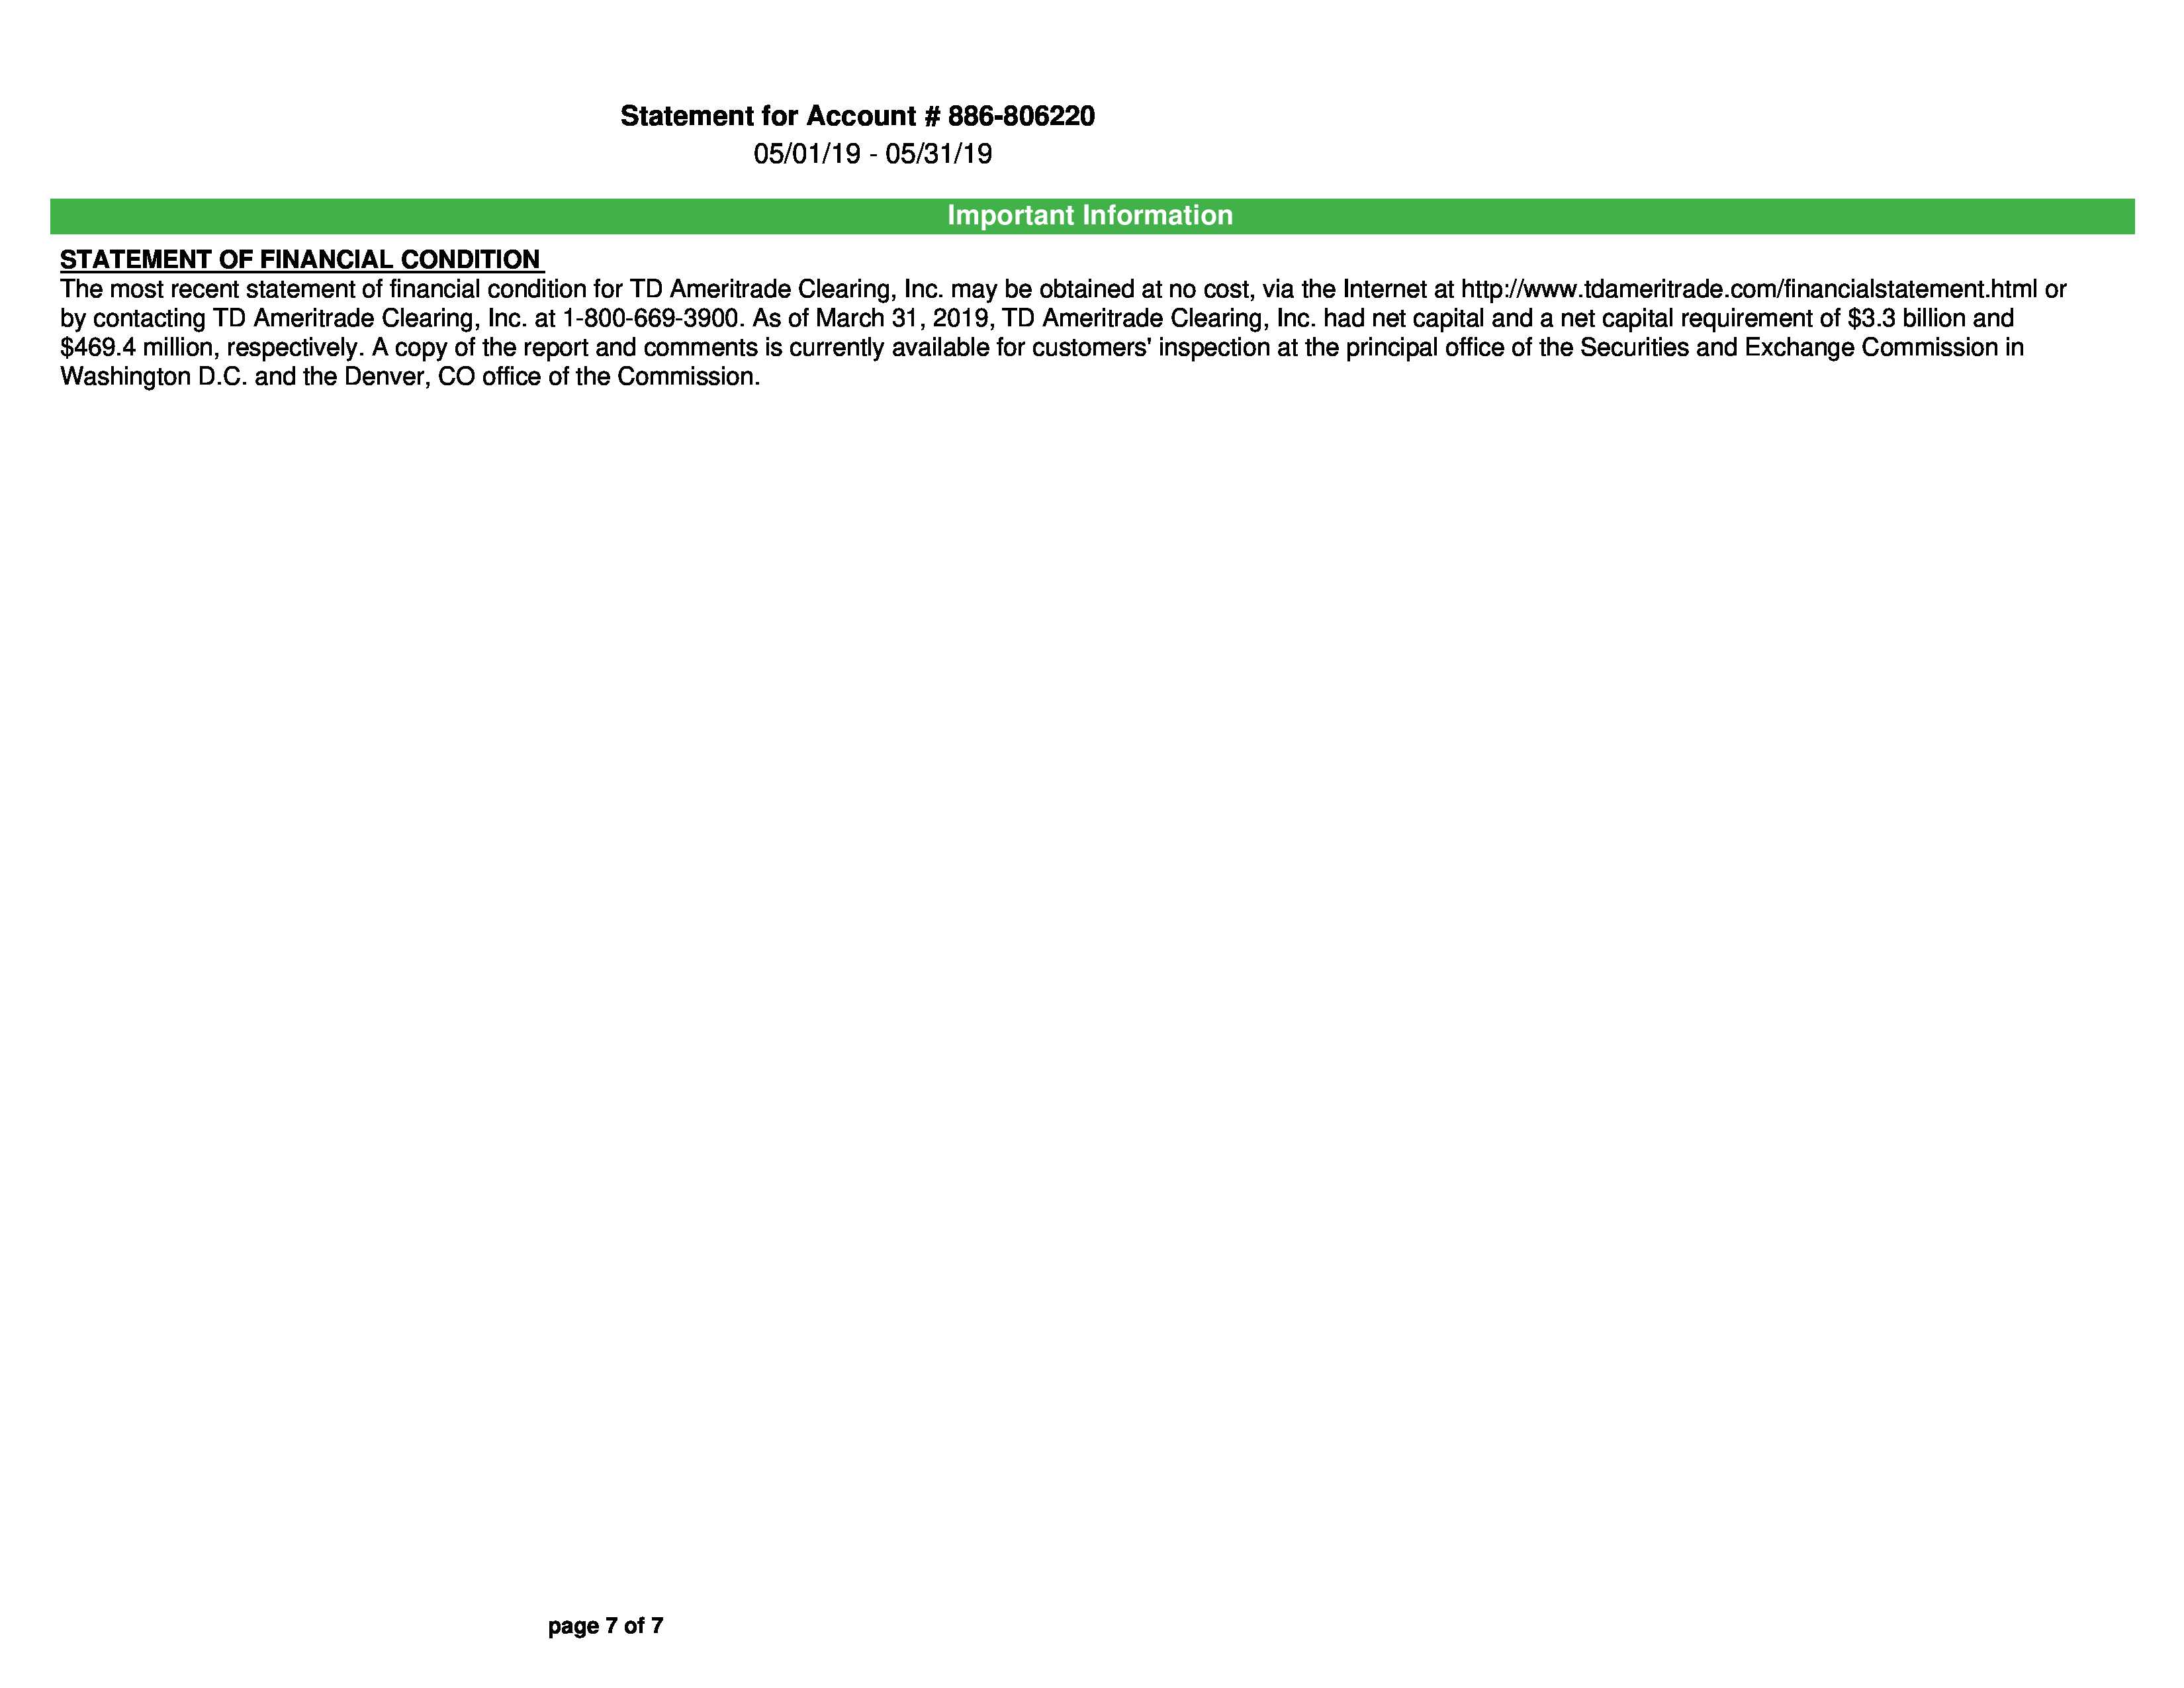 Statement for Account # 886-806220
05/01/19 - 05/31/19
Important Information
STATEMENT OF FINANCIAL CONDITION
The most recent statement of financial condition for TD Ameritrade Clearing, Inc. may be obtained at no cost, via the Internet at http://www.tdameritrade.com/financialstatement.html or
by contacting TD Ameritrade Clearing, Inc. at 1-800-669-3900. As of March 31, 2019, TD Ameritrade Clearing, Inc. had net capital and a net capital requirement of $3.3 billion and
$469.4 million, respectively. A copy of the report and comments is currently available for customers' inspection at the principal office of the Securities and Exchange Commission in
Washington D.C. and the Denver, CO office of the Commission.
page 7 of 7